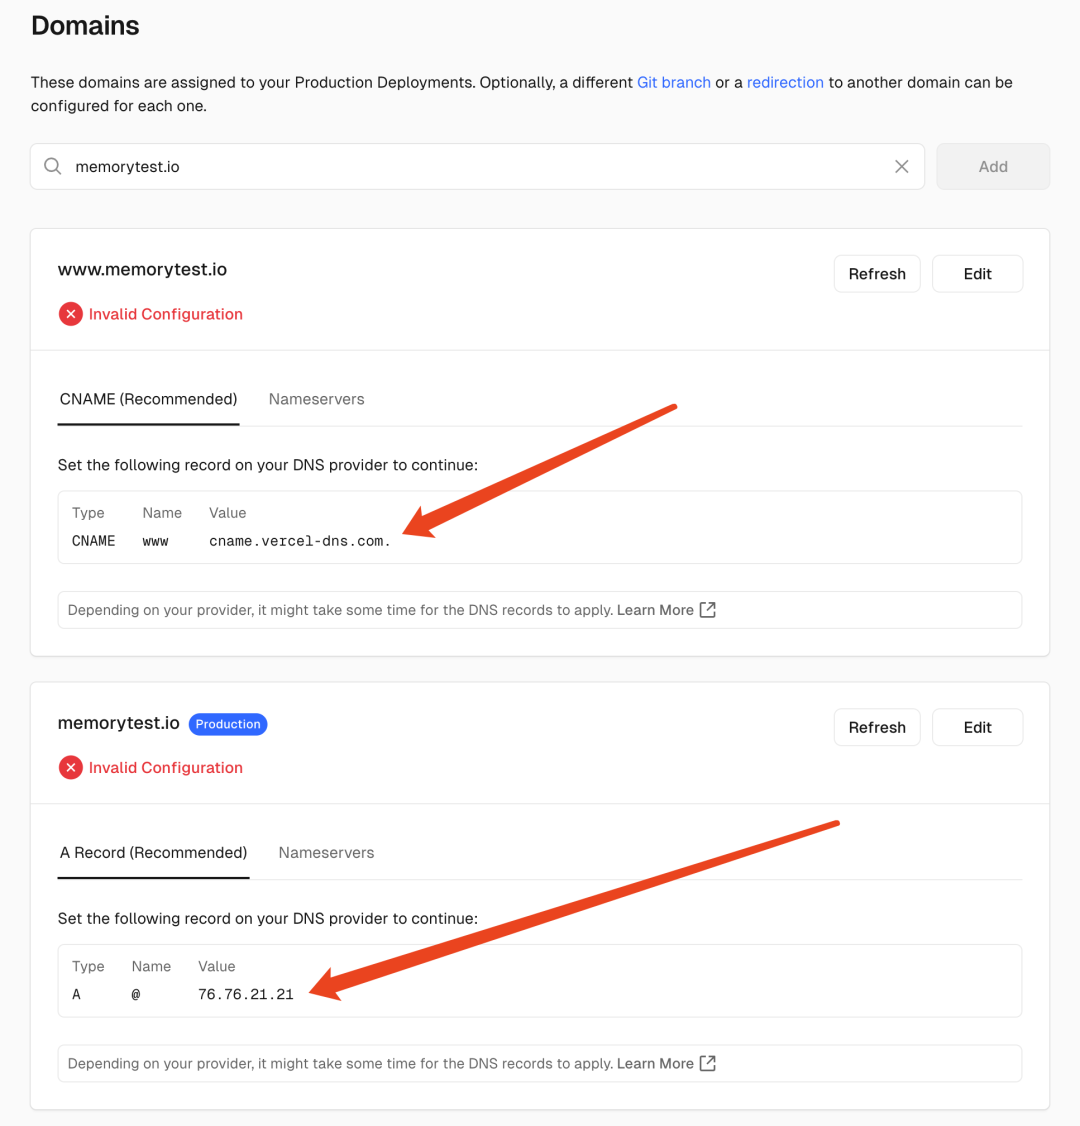 Domains
These domains are assigned to your Production Deployments. Optionally, a different Git branch or a redirection to another domain can be
configured for each one.
memorytest.io
Add
www.memorytest.io
Refresh
Edit
Invalid Configuration
CNAME (Recommended)
Nameservers
Set the following record on your DNS provider to continue:
Type Name Value
CNAME www cname.vercel-dns.com.
Depending on your provider, it might take some time for the DNS records to apply. Learn More
memorytest.io Production
Refresh
Edit
Invalid Configuration
A Record (Recommended)
Nameservers
Set the following record on your DNS provider to continue:
Type Name Value
A @ 76.76.21.21
Depending on your provider, it might take some time for the DNS records to apply. Learn More